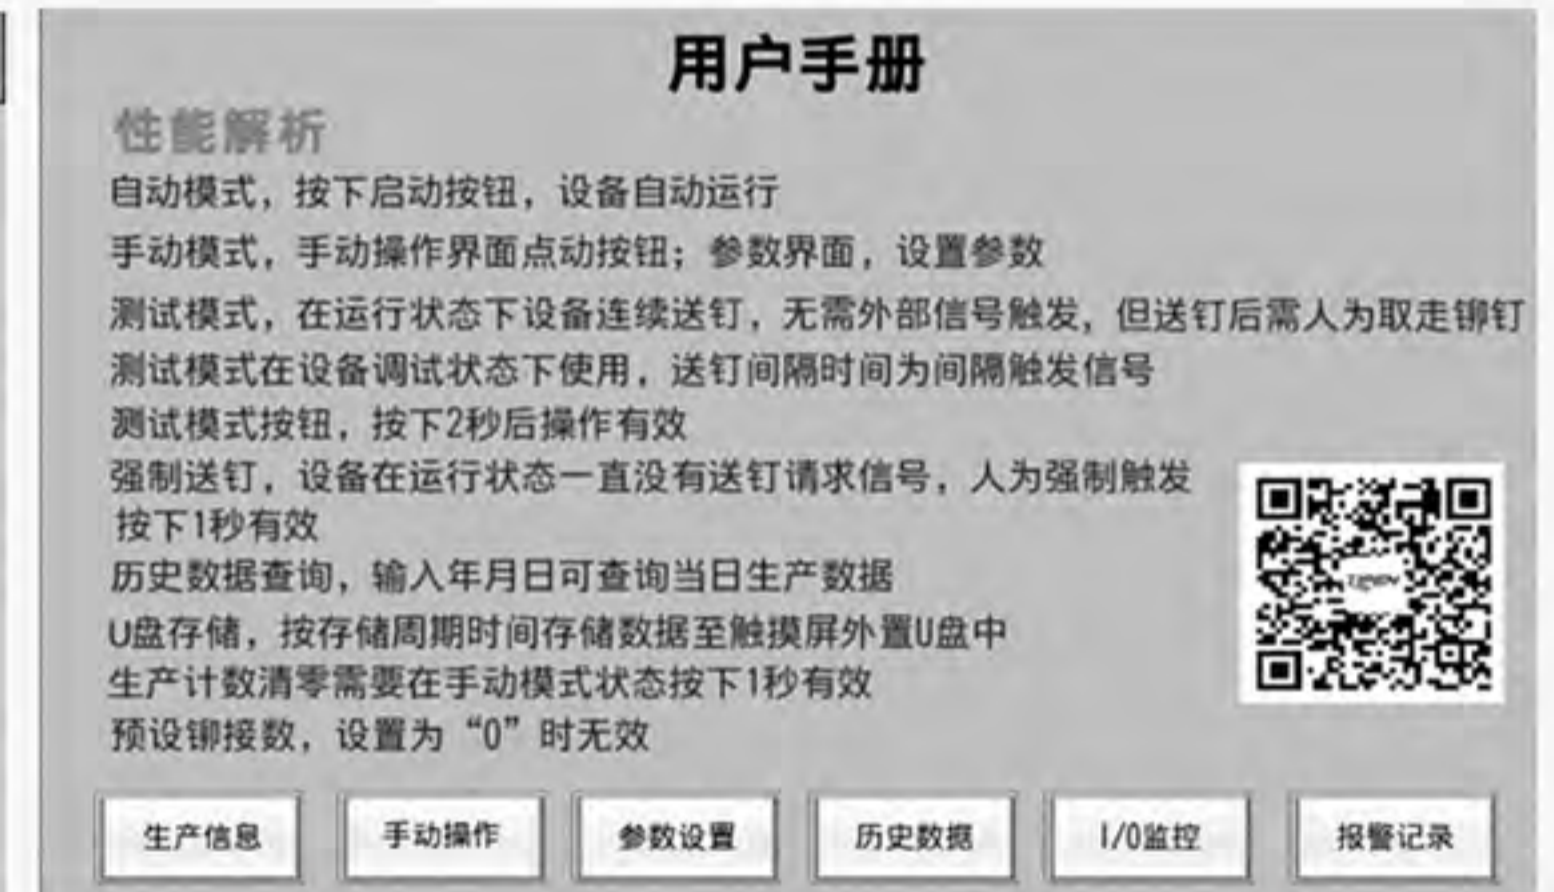 用户手册
性能解析
自动模式，按下启动按钮，设备自动运行
手动模式，手动操作界面点动按钮；参数界面，设置参数
测试模式，在运行状态下设备连续送钉，无需外部信号触发，但送钉后需人为取走铆钉
测试模式在设备调试状态下使用，送钉间隔时间为间隔触发信号
测试模式按钮，按下2秒后操作有效
强制送钉，设备在运行状态一直没有送钉请求信号，人为强制触发
按下1秒有效
历史数据查询，输入年月日可查询当日生产数据
U盘存储，按存储周期时间存储数据至触摸屏外置U盘中
生产计数清零需要在手动模式状态按下1秒有效
预设铆接数，设置为“0”时无效
生产信息 手动操作 参数设置 历史数据 I/O监控 报警记录